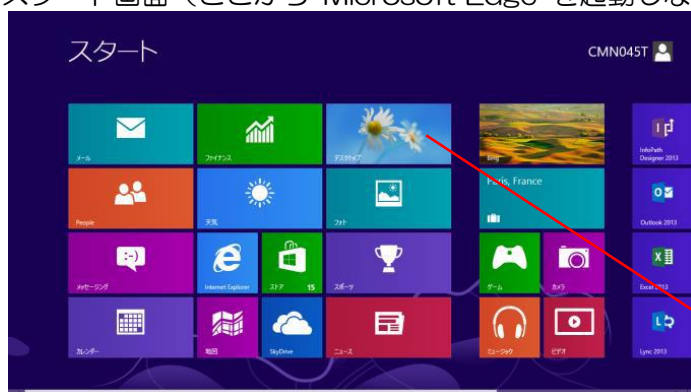 スタート画面（ここから Microsoft Edge を起動しな
スタート
CMN045T
メール
ファイナンス
デスクトップ
Bing
InfoPath
Designer 2013
People
天気
フォト
Paris, France
Outlook 2013
メッセージング
Internet Explorer
ストア
15
スポーツ
ゲーム
カメラ
Excel 2013
カレンダー
地図
SkyDrive
ニュース
ミュージック
ビデオ
Lync 2013